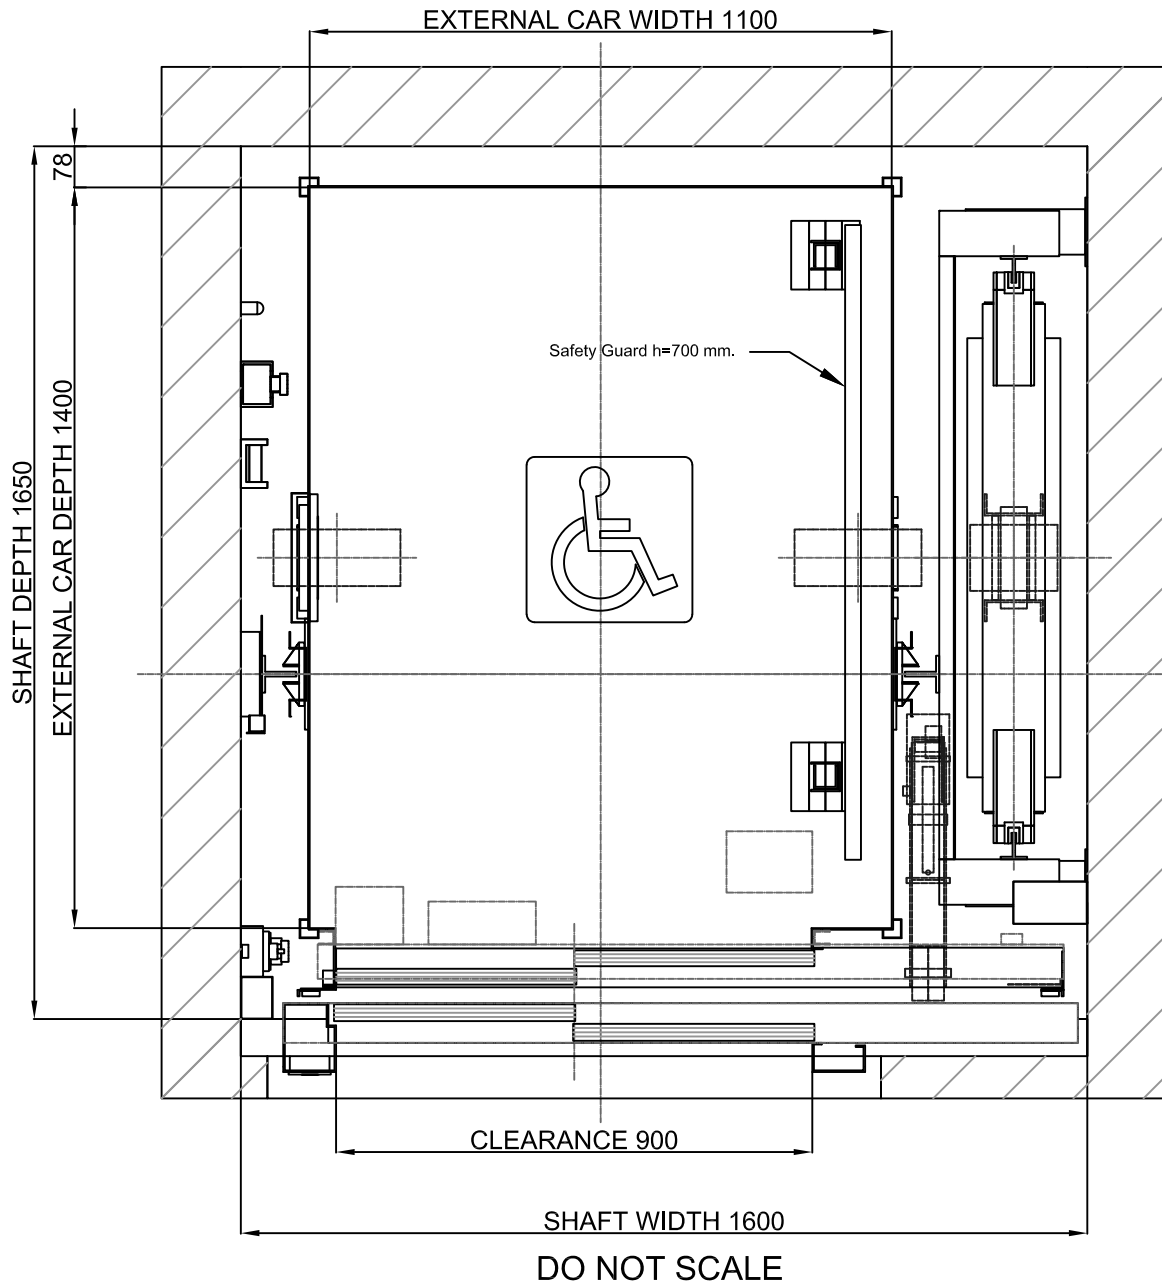 EXTERNAL CAR WIDTH 1100
78
SHAFT DEPTH 1650
EXTERNAL CAR DEPTH 1400
Safety Guard h=700 mm.
CLEARANCE 900
SHAFT WIDTH 1600
DO NOT SCALE